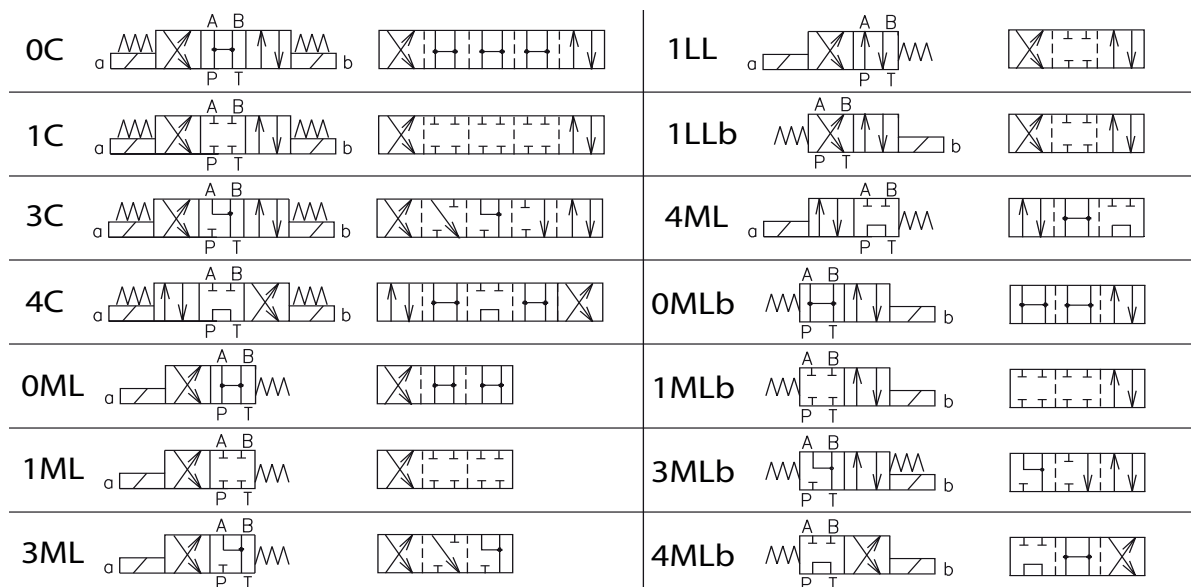 A B
0C a b
P T
A B
1C a b
P T
A B
3C a b
P T
A B
4C a b
P T
A B
0ML a
P T
A B
1ML a
P T
A B
3ML a
P T
A B
1LL a
P T
A B
1LLb b
P T
A B
4ML a
P T
A B
0MLb b
P T
A B
1MLb b
P T
A B
3MLb b
P T
A B
4MLb b
P T